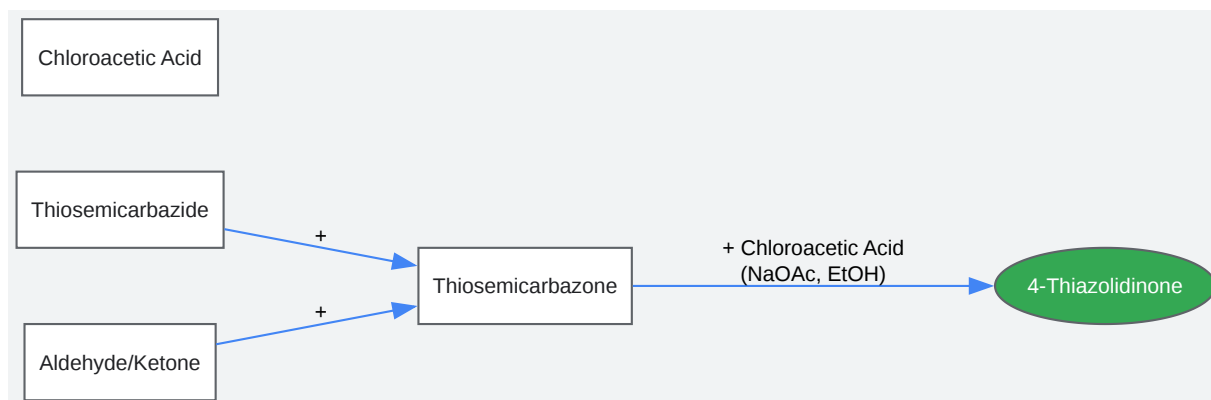 Chloroacetic Acid
Thiosemicarbazide
+
+ Chloroacetic Acid
(NaOAc, EtOH)
Thiosemicarbazone
4-Thiazolidinone
+
Aldehyde/Ketone